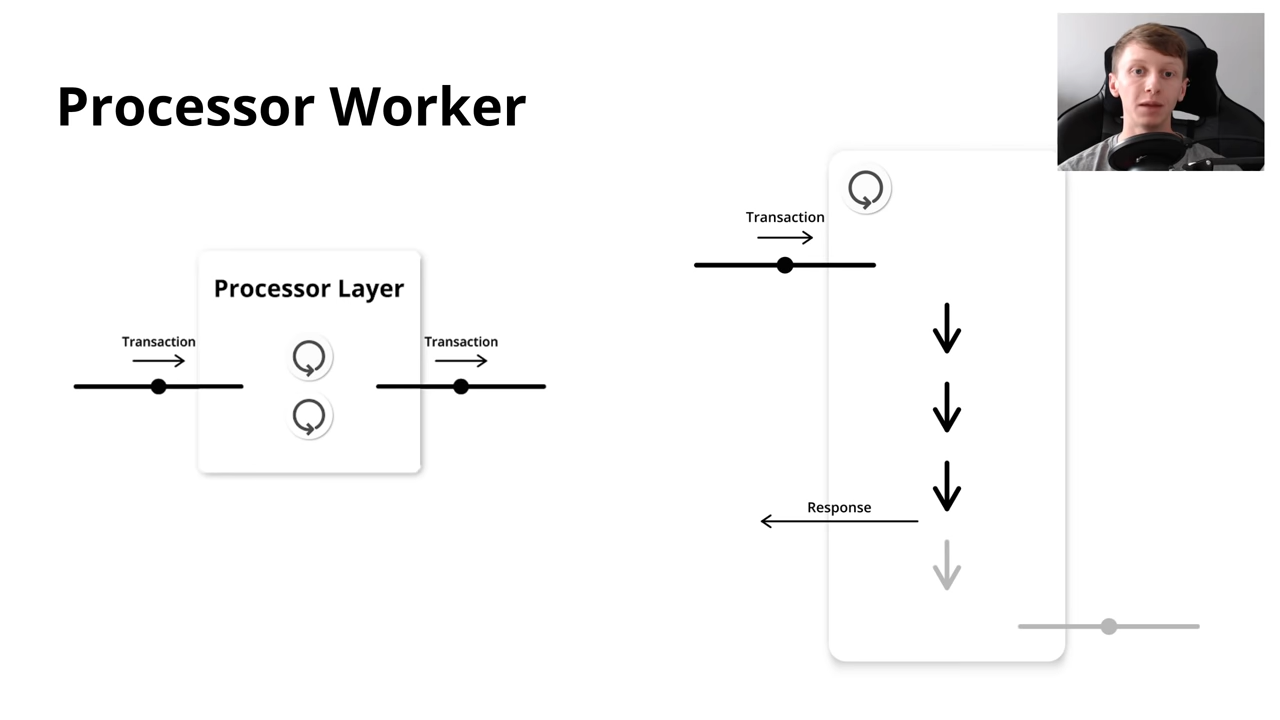 Processor Worker
Processor Layer
Transaction
Transaction
Transaction
Response